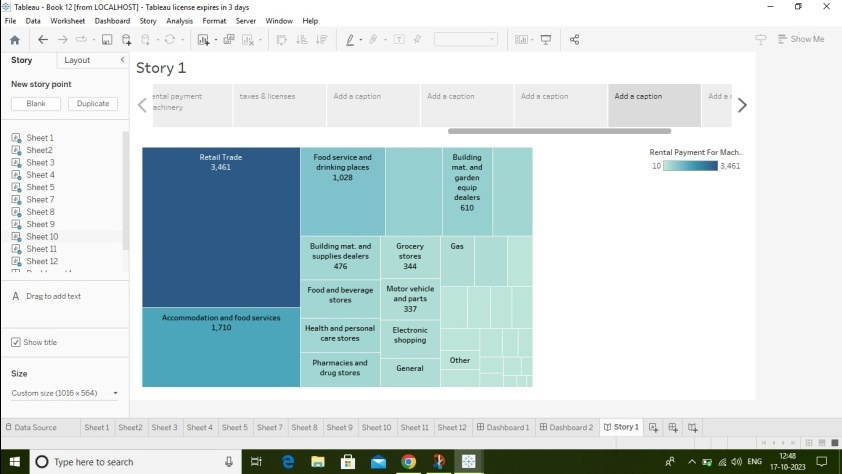 Tableau - Book 12 [from LOCALHOST] - Tableau license expires in 3 days
File Data Worksheet Dashboard Story Analysis Format Server Window Help
Show Me
Story Layout
New story point
Blank Duplicate
Sheet 1
Sheet2
Sheet 3
Sheet 4
Sheet 5
Sheet 7
Sheet 8
Sheet 9
Sheet 10
Sheet 11
Sheet 12
A Drag to add text
Show title
Size
Custom size (1016 x 564)
Story 1
ental payment
achinery
taxes & licenses
Add a caption
Add a caption
Add a caption
Add a caption
Add a
Retail Trade
3,461
Accommodation and food services
1,710
Food service and
drinking places
1,028
Building
mat. and
garden
equip
dealers
610
Building mat. and
supplies dealers
476
Grocery
stores
344
Gas
Food and beverage
stores
Motor vehicle
and parts
337
Health and personal
care stores
Electronic
shopping
Pharmacies and
drug stores
General
Other
Rental Payment For Mach..
10 3,461
Data Source Sheet 1 Sheet2 Sheet 3 Sheet 4 Sheet 5 Sheet 7 Sheet 8 Sheet 9 Sheet 10 Sheet 11 Sheet 12 Dashboard 1 Dashboard 2 Story 1
Type here to search
ENG
12:48
17-10-2023